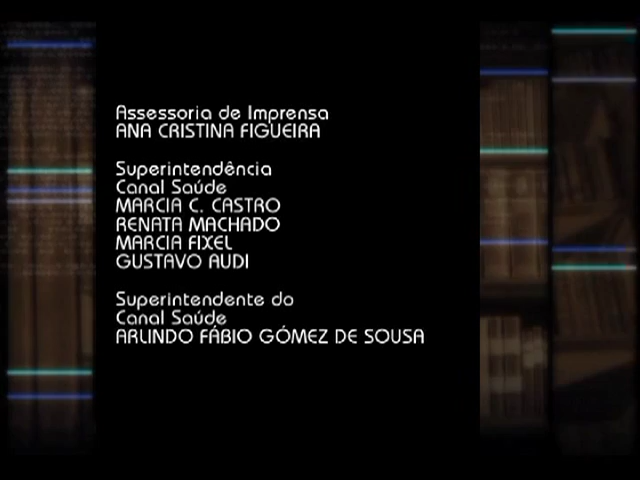 Assessoria de Imprensa
ANA CRISTINA FIGUEIRA
Superintendência
Canal Saúde
MARCIA C. CASTRO
RENATA MACHADO
MARCIA FIXEL
GUSTAVO AUDI
Superintendente do
Canal Saúde
ARLINDO FÁBIO GÓMEZ DE SOUSA